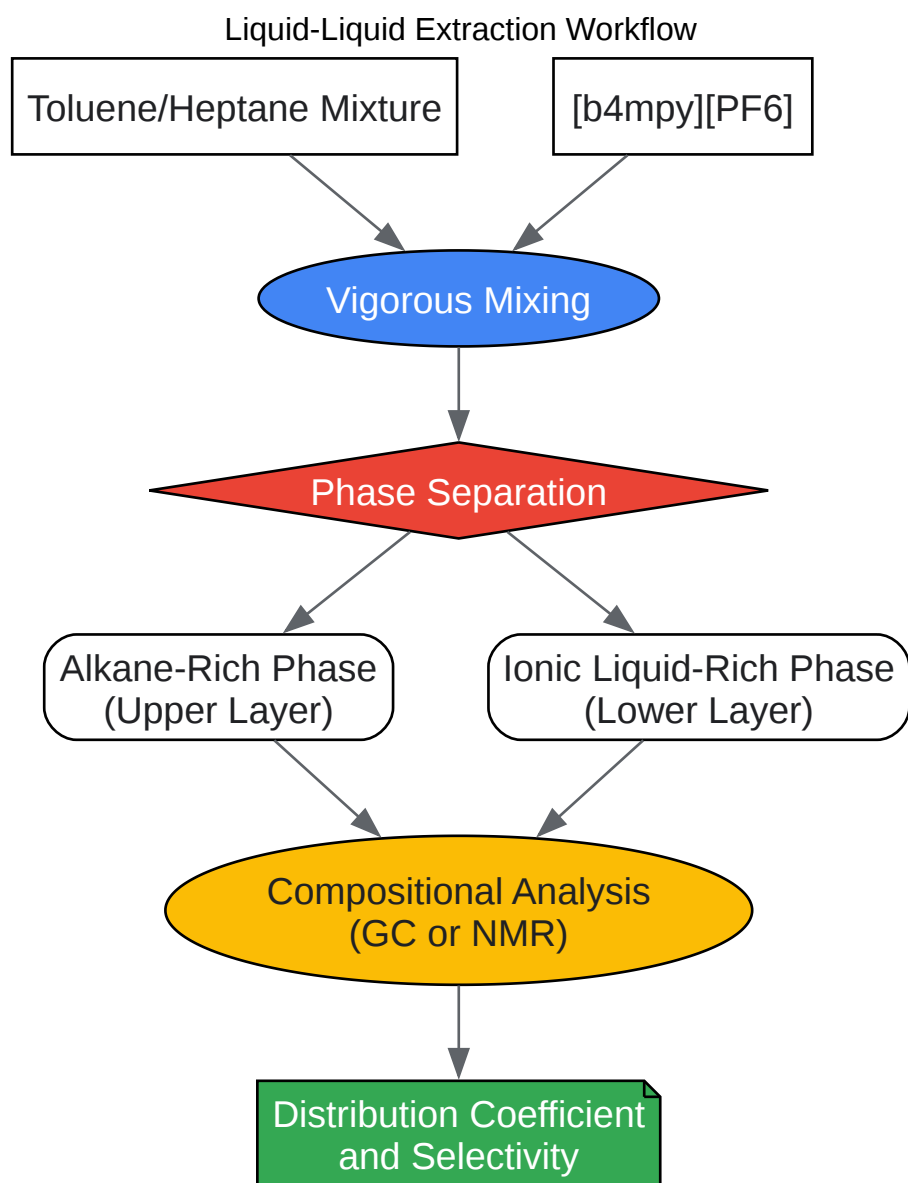 Liquid-Liquid Extraction Workflow
Toluene/Heptane Mixture
[b4mpy][PF6]
Vigorous Mixing
Phase Separation
Alkane-Rich Phase
(Upper Layer)
Ionic Liquid-Rich Phase
(Lower Layer)
Compositional Analysis
(GC or NMR)
Distribution Coefficient
and Selectivity